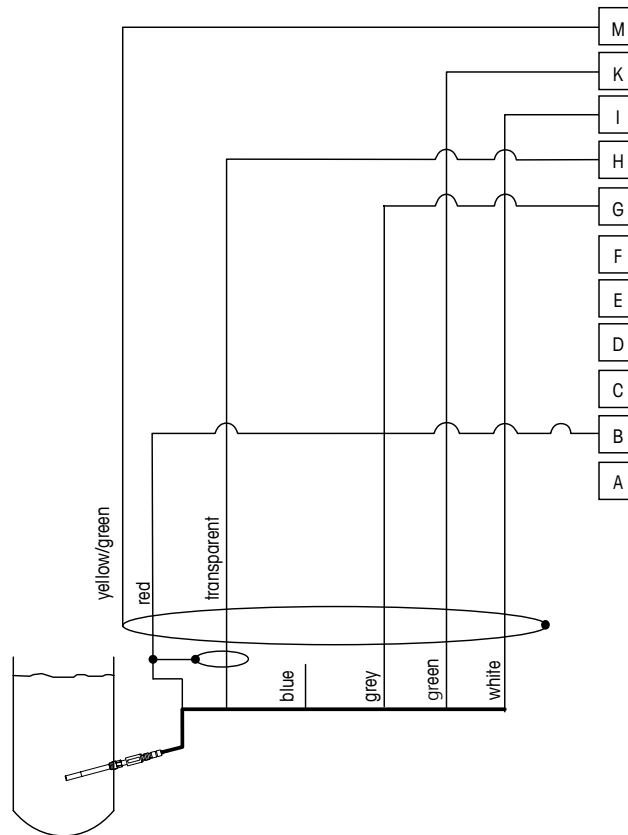 M
K
I
H
G
F
E
D
C
B
A
yellow/green
red
transparent
blue
grey
green
white